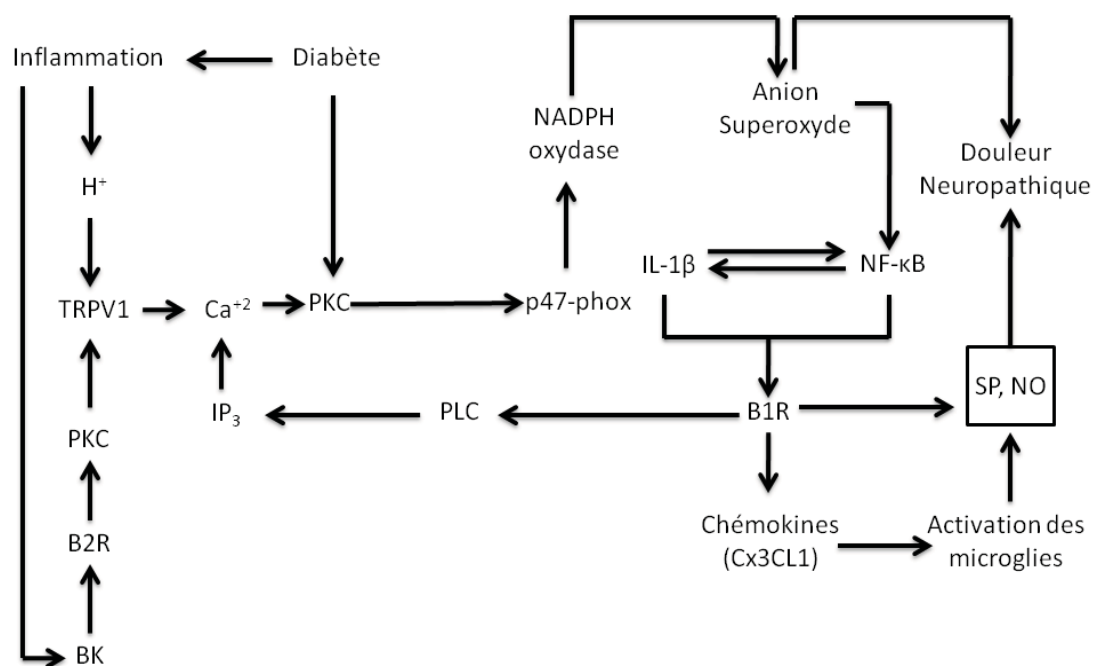 Inflammation
Diabète
NADPH
oxydase
Anion
Superoxyde
Douleur
Neuropathique
H⁺
IL-1β
NF-κB
TRPV1
Ca⁺²
PKC
p47-phox
SP, NO
IP₃
PLC
B1R
PKC
B2R
Chémokines
(Cx3CL1)
Activation des
microglies
BK